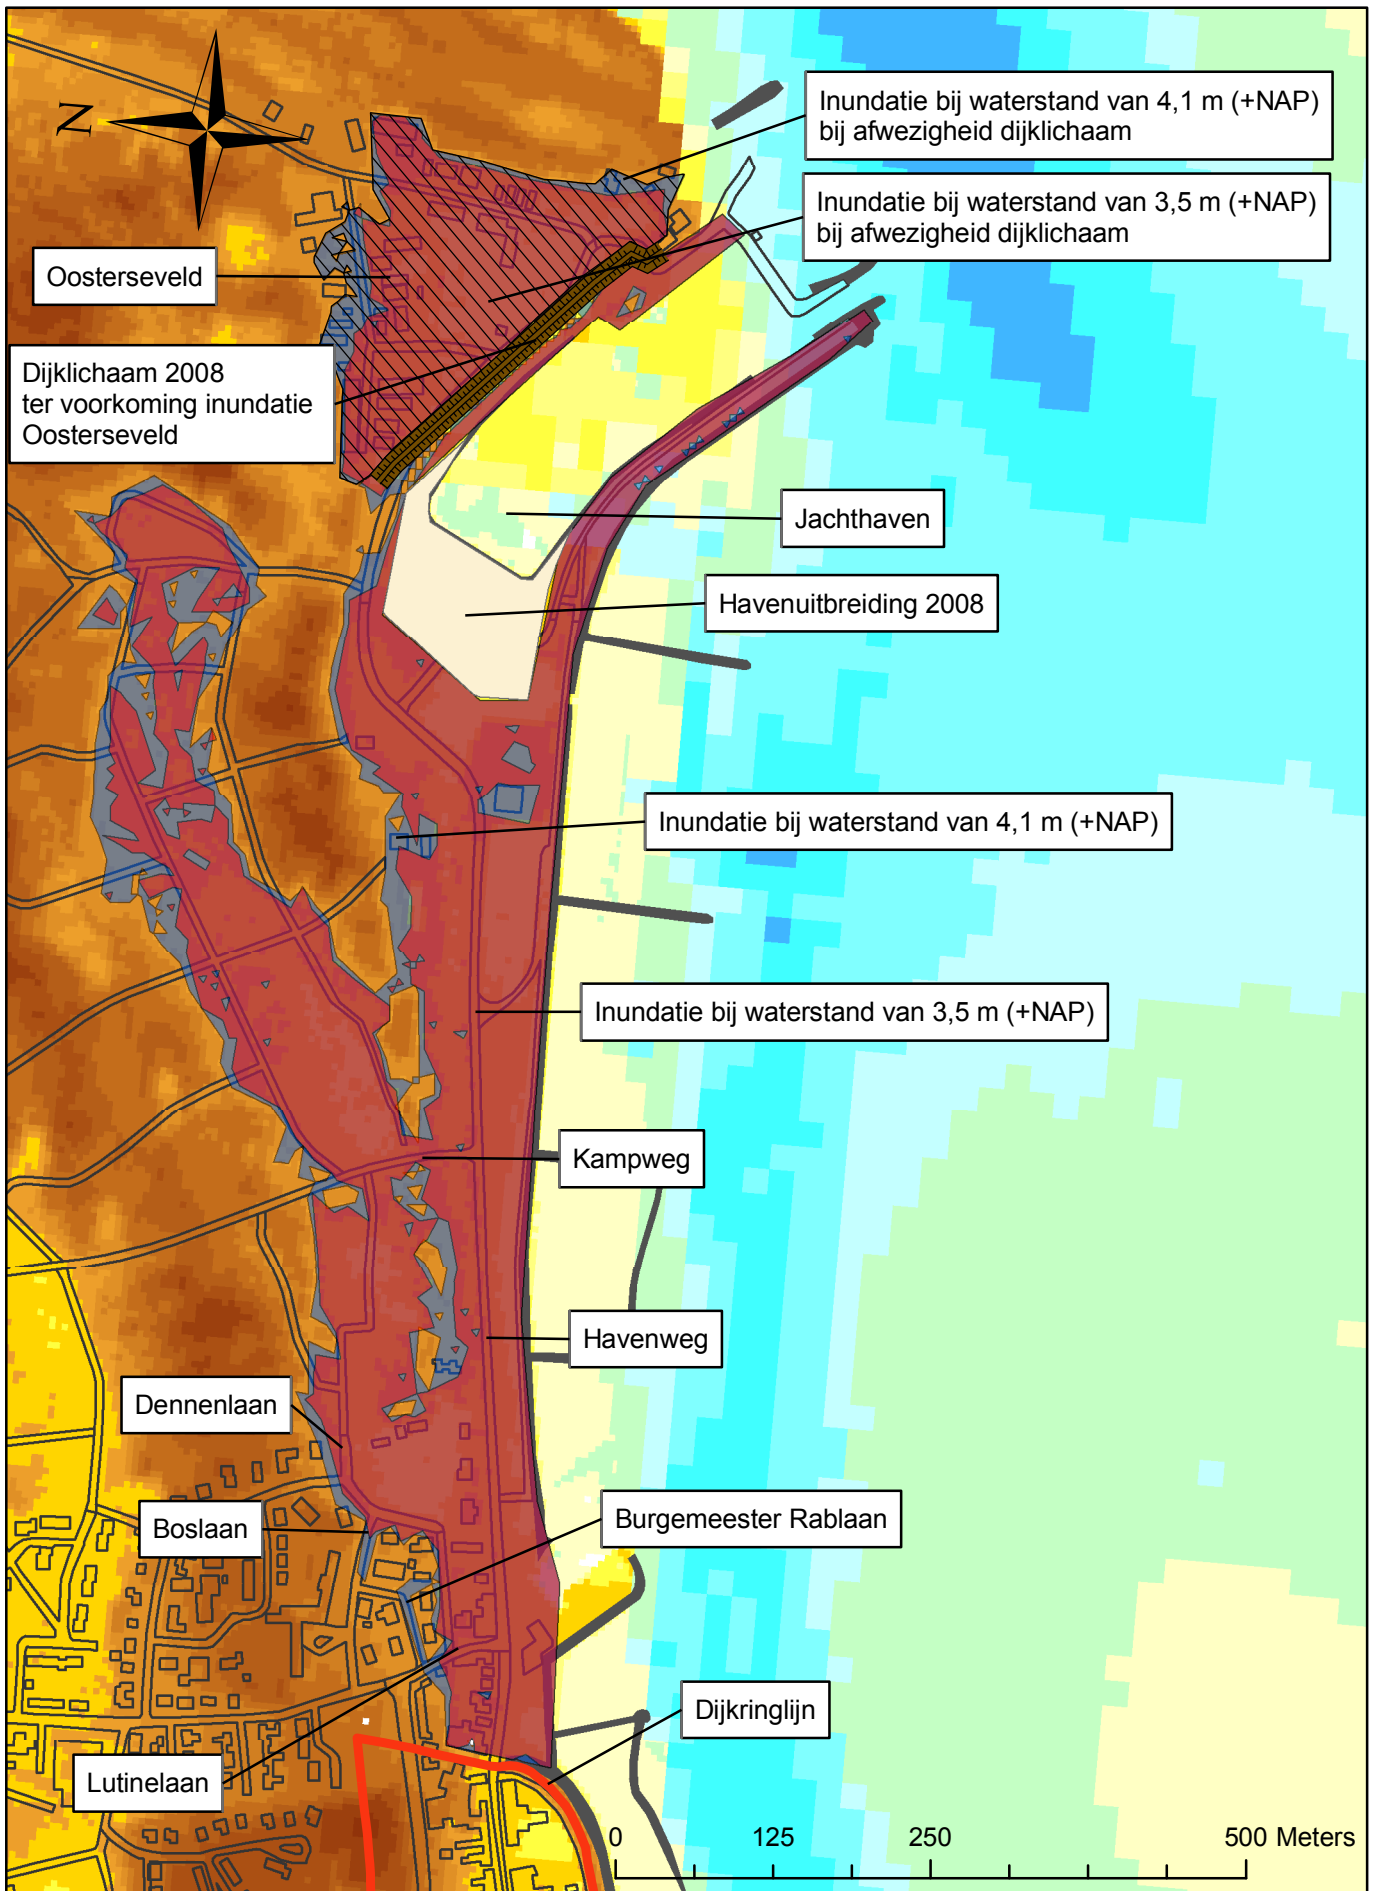 N
Inundatie bij waterstand van 4,1 m (+NAP)
bij afwezigheid dijklichaam
Inundatie bij waterstand van 3,5 m (+NAP)
bij afwezigheid dijklichaam
Oosterseveld
Dijklichaam 2008
ter voorkoming inundatie
Oosterseveld
Jachthaven
Havenuitbreiding 2008
Inundatie bij waterstand van 4,1 m (+NAP)
Inundatie bij waterstand van 3,5 m (+NAP)
Kampweg
Havenweg
Dennenlaan
Boslaan
Burgemeester Rablaan
Dijkringlijn
Lutinelaan
0 125 250 500 Meters